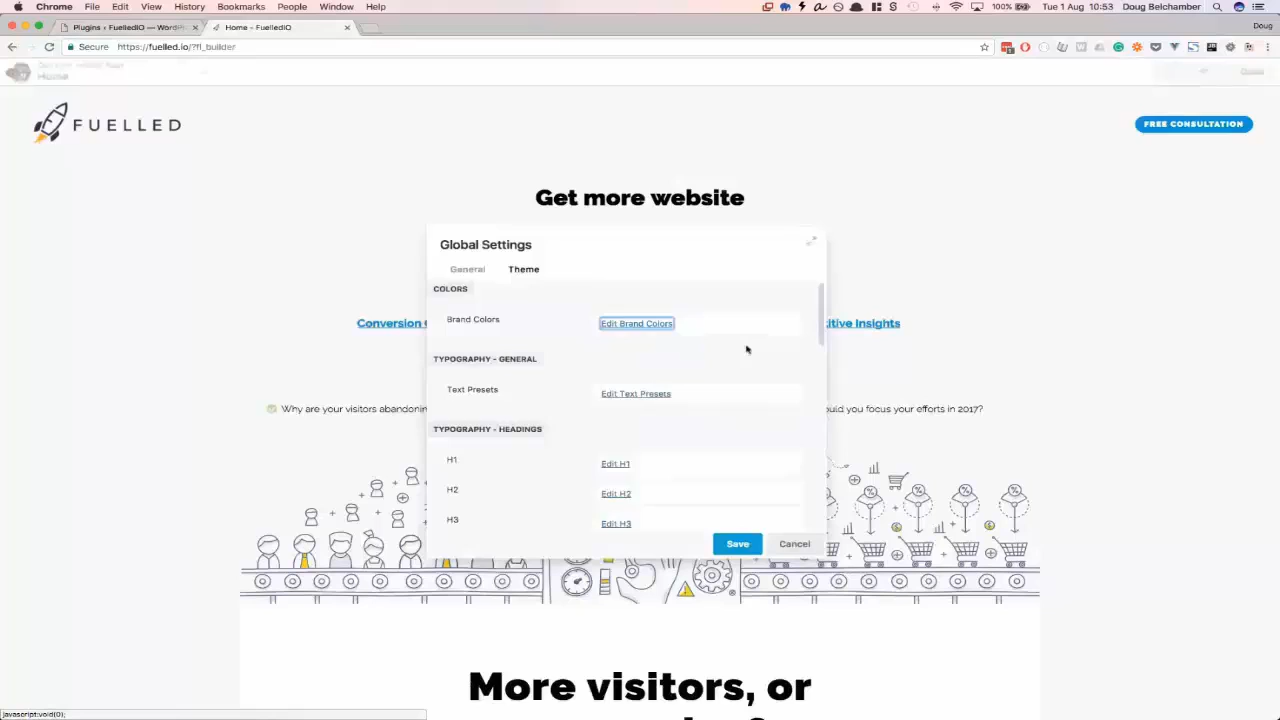 Chrome File Edit View History Bookmarks People Window Help 100% Tue 1 Aug 10:53 Doug Belchamber
Plugins ‹ FuelledIO — WordPr Home - FuelledIO Doug
Secure https://fuelled.io/?fl_builder
Home
FUELLED
FREE CONSULTATION
Get more website
Global Settings
General Theme
COLORS
Brand Colors Edit Brand Colors
Conversion itive Insights
TYPOGRAPHY - GENERAL
Text Presets Edit Text Presets
Why are your visitors abandonin ould you focus your efforts in 2017?
TYPOGRAPHY - HEADINGS
H1 Edit H1
H2 Edit H2
H3 Edit H3
Save Cancel
More visitors, or
javascript:void(0);